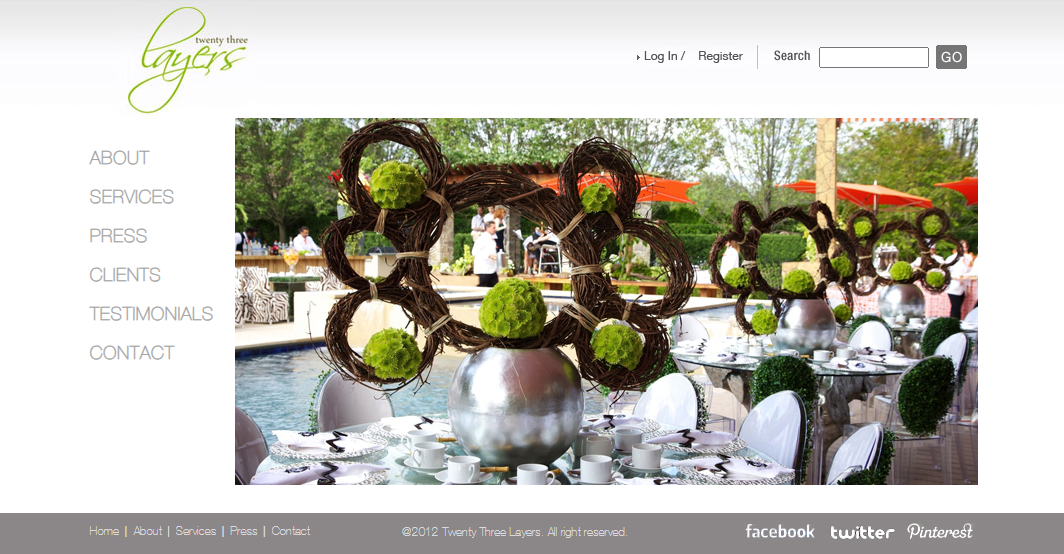 twenty three
layers
Log In / Register Search GO
ABOUT
SERVICES
PRESS
CLIENTS
TESTIMONIALS
CONTACT
Home | About | Services | Press | Contact @2012 Twenty Three Layers. All right reserved. facebook twitter Pinterest